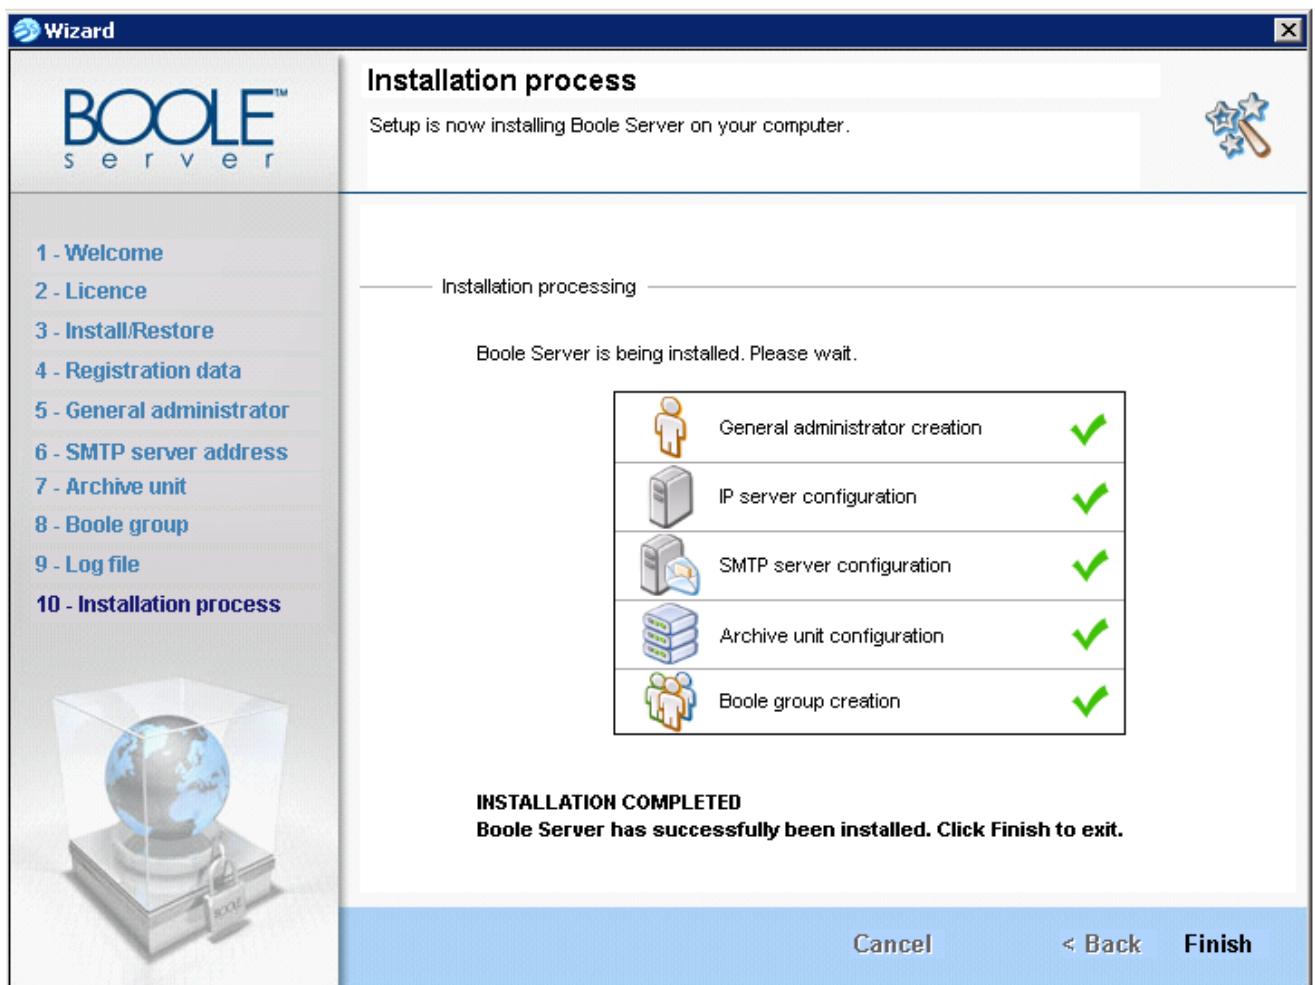 Wizard
BOOLE™
server
Installation process
Setup is now installing Boole Server on your computer.
1 - Welcome
2 - Licence
3 - Install/Restore
4 - Registration data
5 - General administrator
6 - SMTP server address
7 - Archive unit
8 - Boole group
9 - Log file
10 - Installation process
Installation processing
Boole Server is being installed. Please wait.
General administrator creation
IP server configuration
SMTP server configuration
Archive unit configuration
Boole group creation
INSTALLATION COMPLETED
Boole Server has successfully been installed. Click Finish to exit.
BOOLE
Cancel
< Back
Finish